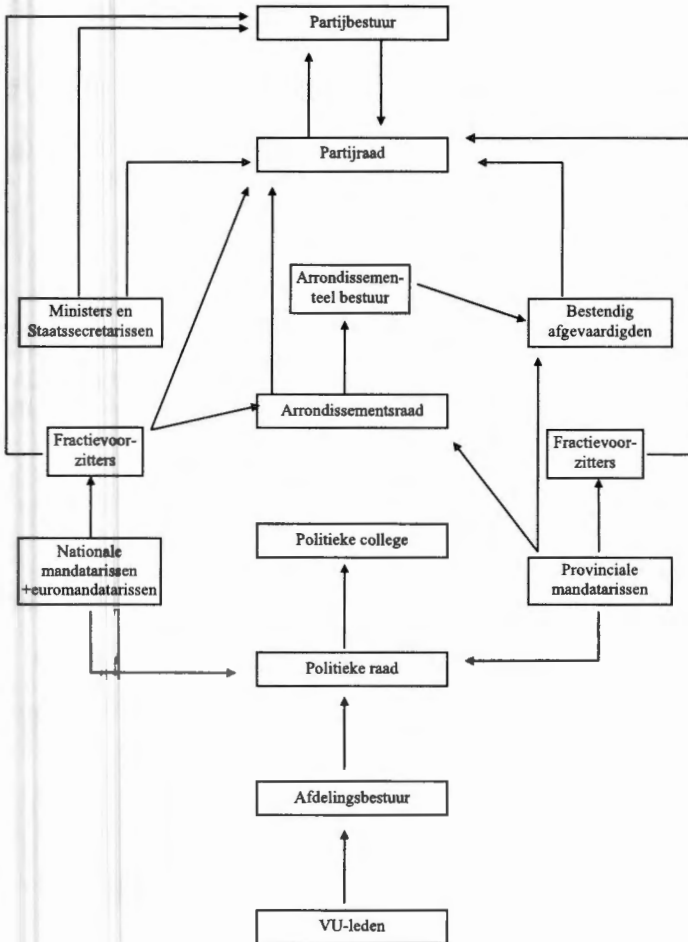 Partijbestuur
Partijraad
Arrondissemen-
teel bestuur
Ministers en
Staatssecretarissen
Bestendig
afgevaardigden
Arrondissementsraad
Fractievoor-
zitters
Fractievoor-
zitters
Politieke college
Nationale
mandatarissen
+euromandatarissen
Provinciale
mandatarissen
Politieke raad
Afdelingsbestuur
VU-leden